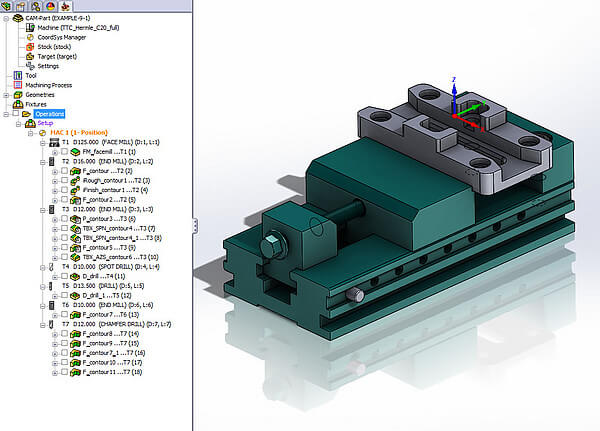 CAM-Part (EXAMPLE-9-1)
Machine (TTC_Hermle_C20_full)
CoordSys Manager
Stock (stock)
Target (target)
Settings
Tool
Machining Process
Geometries
Fixtures
Operations
Setup
MAC 1 (1- Position)
T1 D125.000 (FACE MILL) (D:1, L:1)
FM_facemill ...T1 (1)
T2 D16.000 (END MILL) (D:2, L:2)
F_contour ...T2 (2)
iRough_contour1 ...T2 (3)
iFinish_contour1 ...T2 (4)
F_contour2 ...T2 (5)
T3 D12.000 (END MILL) (D:3, L:3)
P_contour3 ...T3 (6)
TBX_SPN_contour4 ...T3 (7)
TBX_SPN_contour4_1 ...T3 (8)
F_contour5 ...T3 (9)
TBX_AZS_contour6 ...T3 (10)
T4 D10.000 (SPOT DRILL) (D:4, L:4)
D_drill ...T4 (11)
T5 D13.500 (DRILL) (D:5, L:5)
D_drill_1 ...T5 (12)
T6 D10.000 (END MILL) (D:6, L:6)
F_contour7 ...T6 (13)
T7 D12.000 (CHAMFER DRILL) (D:7, L:7)
F_contour8 ...T7 (14)
F_contour9 ...T7 (15)
F_contour7_1 ...T7 (16)
F_contour10 ...T7 (17)
F_contour11 ...T7 (18)
Z